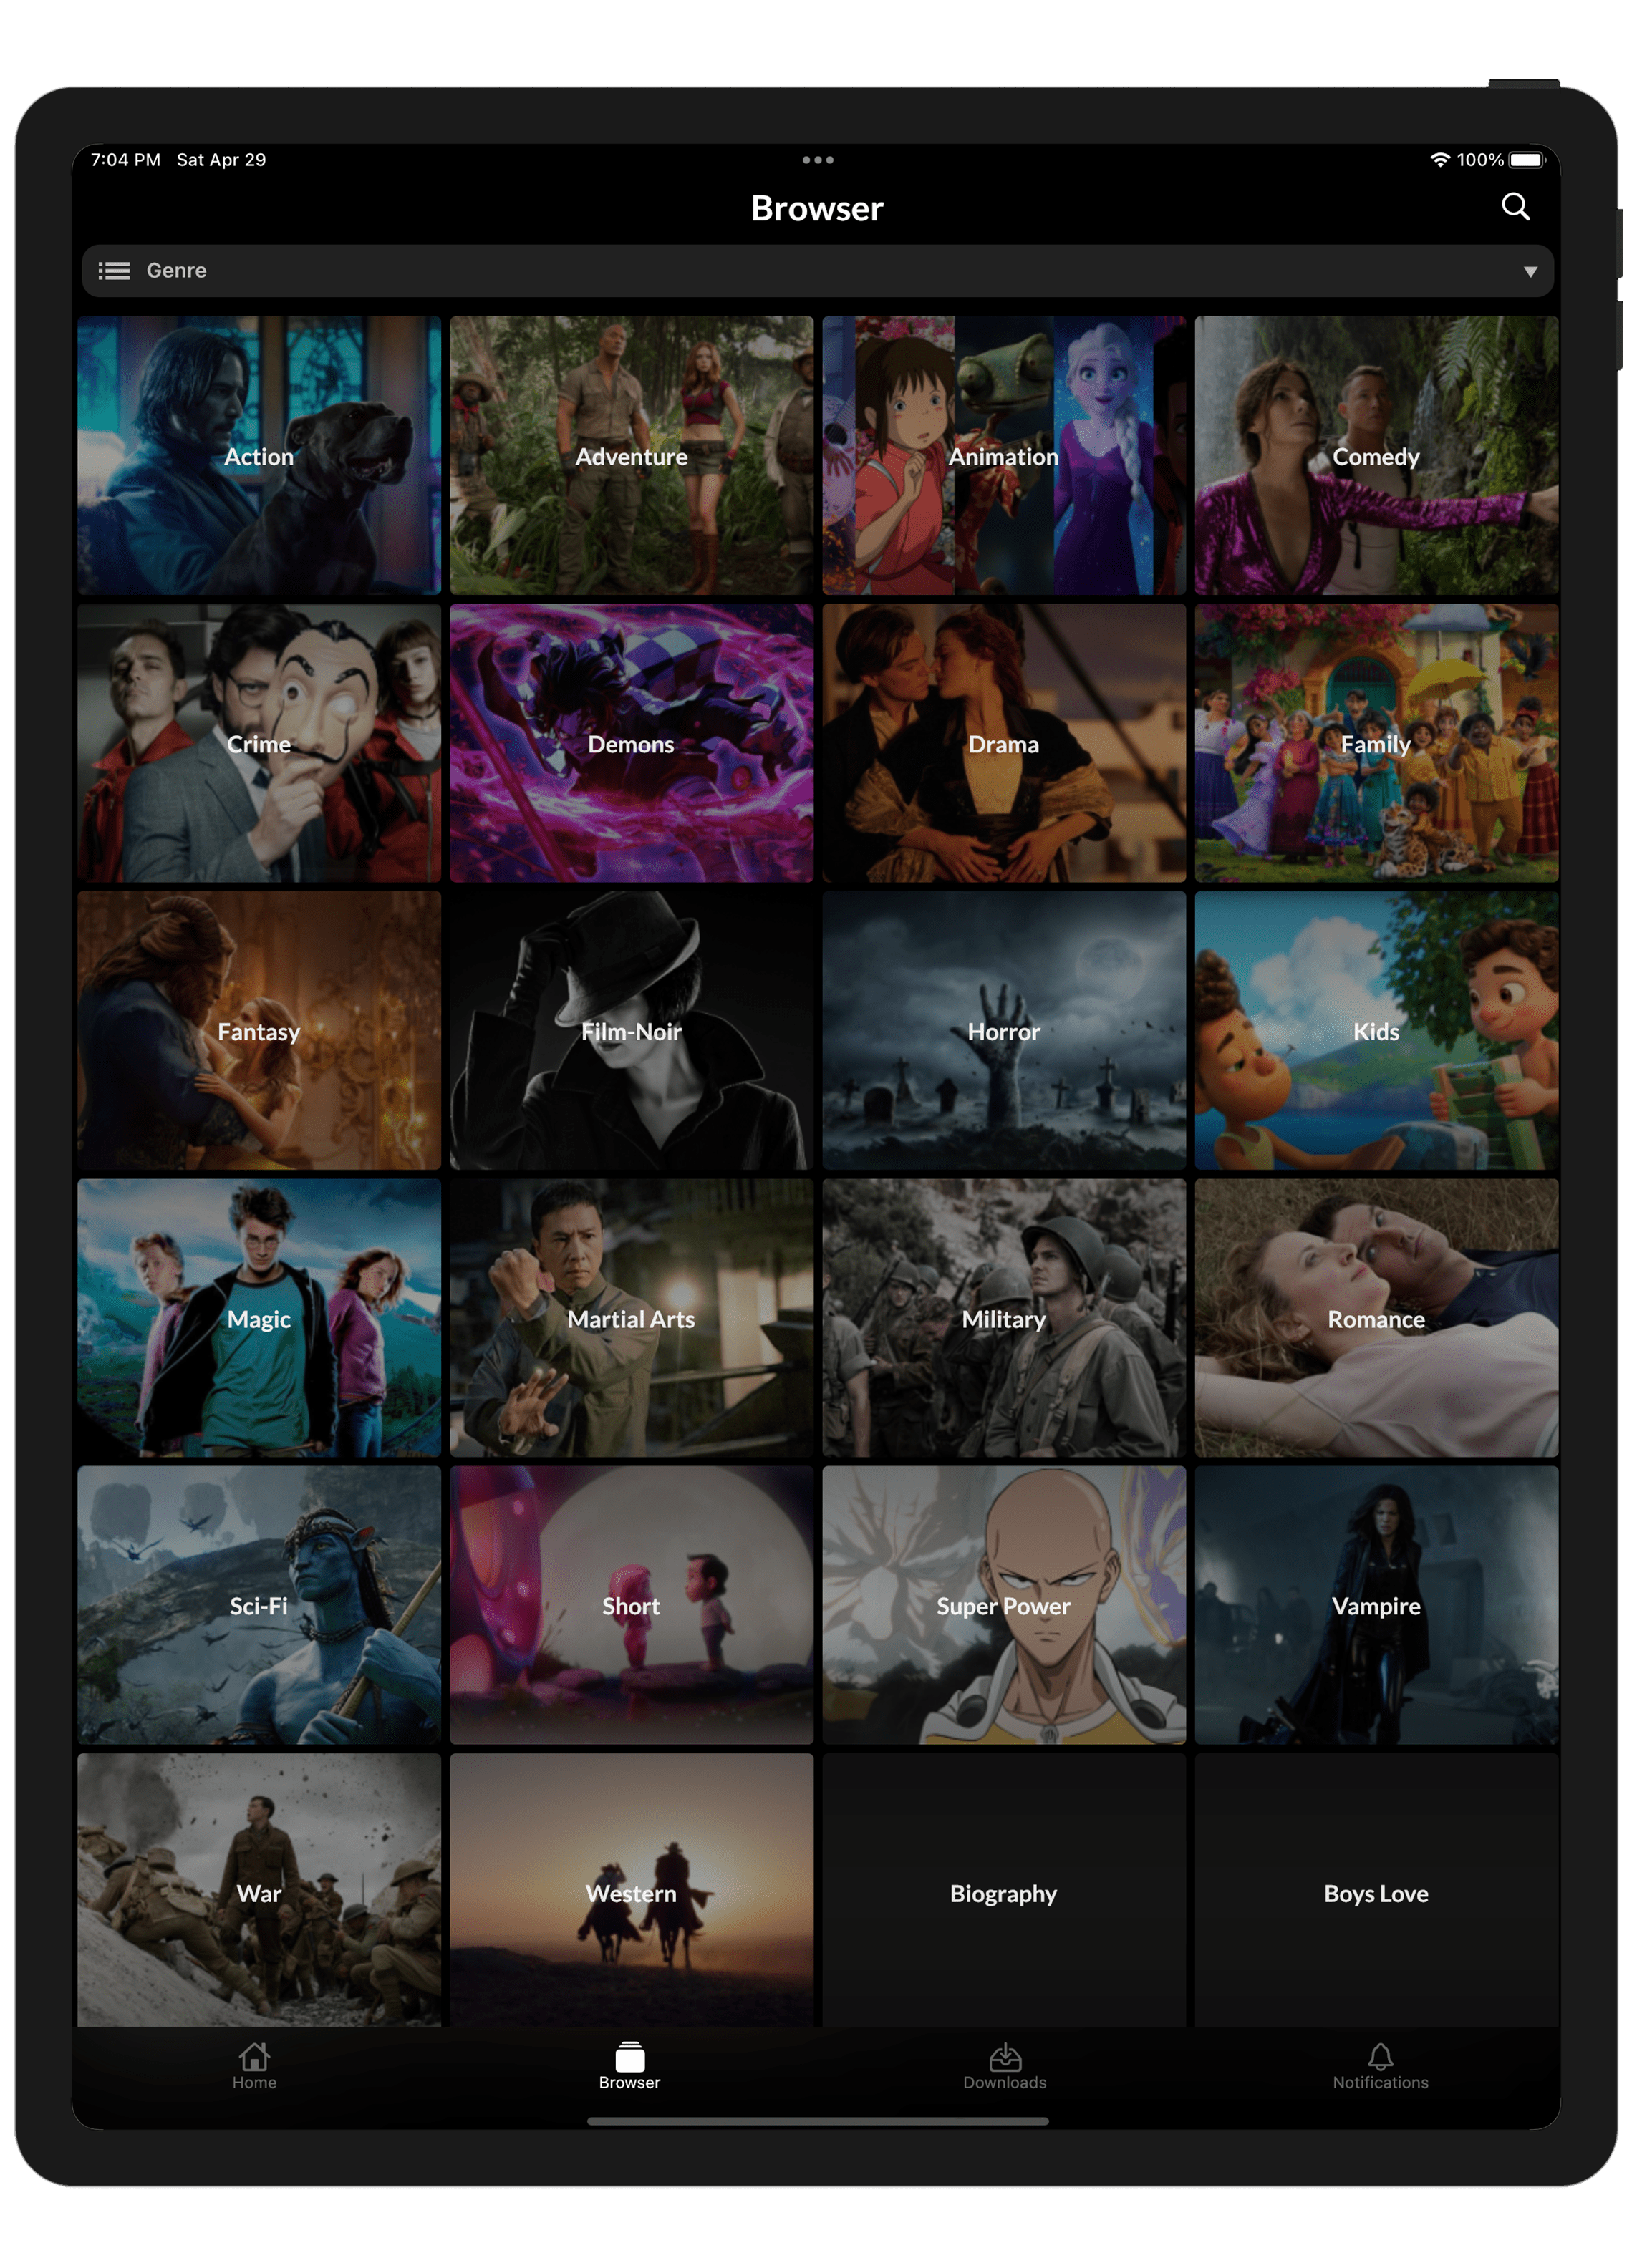 7:04 PM Sat Apr 29
100%
Browser
Genre
Action
Adventure
Animation
Comedy
Crime
Demons
Drama
Family
Fantasy
Film-Noir
Horror
Kids
Magic
Martial Arts
Military
Romance
Sci-Fi
Short
Super Power
Vampire
War
Western
Biography
Boys Love
Home
Browser
Downloads
Notifications